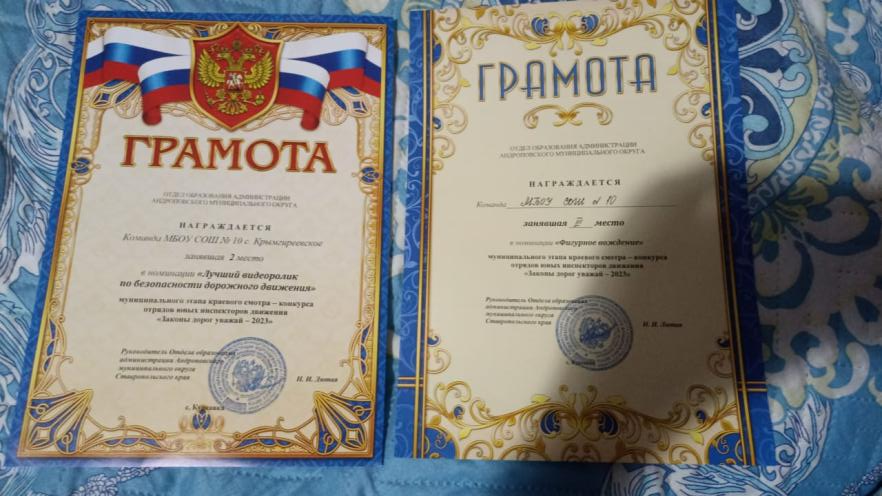 ГРАМОТА
ОТДЕЛ ОБРАЗОВАНИЯ АДМИНИСТРАЦИИ
АНДРОПОВСКОГО МУНИЦИПАЛЬНОГО ОКРУГА
НАГРАЖДАЕТСЯ
Команда МБОУ СОШ № 10 с. Крымгиреевское
занявшая 2 место
в номинации «Лучший видеоролик
по безопасности дорожного движения»
муниципального этапа краевого смотра – конкурса
отрядов юных инспекторов движения
«Законы дорог уважай – 2023»
Руководитель Отдела образования
администрации Андроповского
муниципального округа
Ставропольского края
Н. И. Лютая
с. Курсавка
ГРАМОТА
ОТДЕЛ ОБРАЗОВАНИЯ АДМИНИСТРАЦИИ
АНДРОПОВСКОГО МУНИЦИПАЛЬНОГО ОКРУГА
НАГРАЖДАЕТСЯ
Команда МБОУ СОШ № 10
занявшая место
в номинации «Фигурное вождение»
муниципального этапа краевого смотра – конкурса
отрядов юных инспекторов движения
«Законы дорог уважай – 2023»
Руководитель Отдела образования
администрации Андроповского
муниципального округа
Ставропольского края
Н. И. Лютая
с. Курсавка